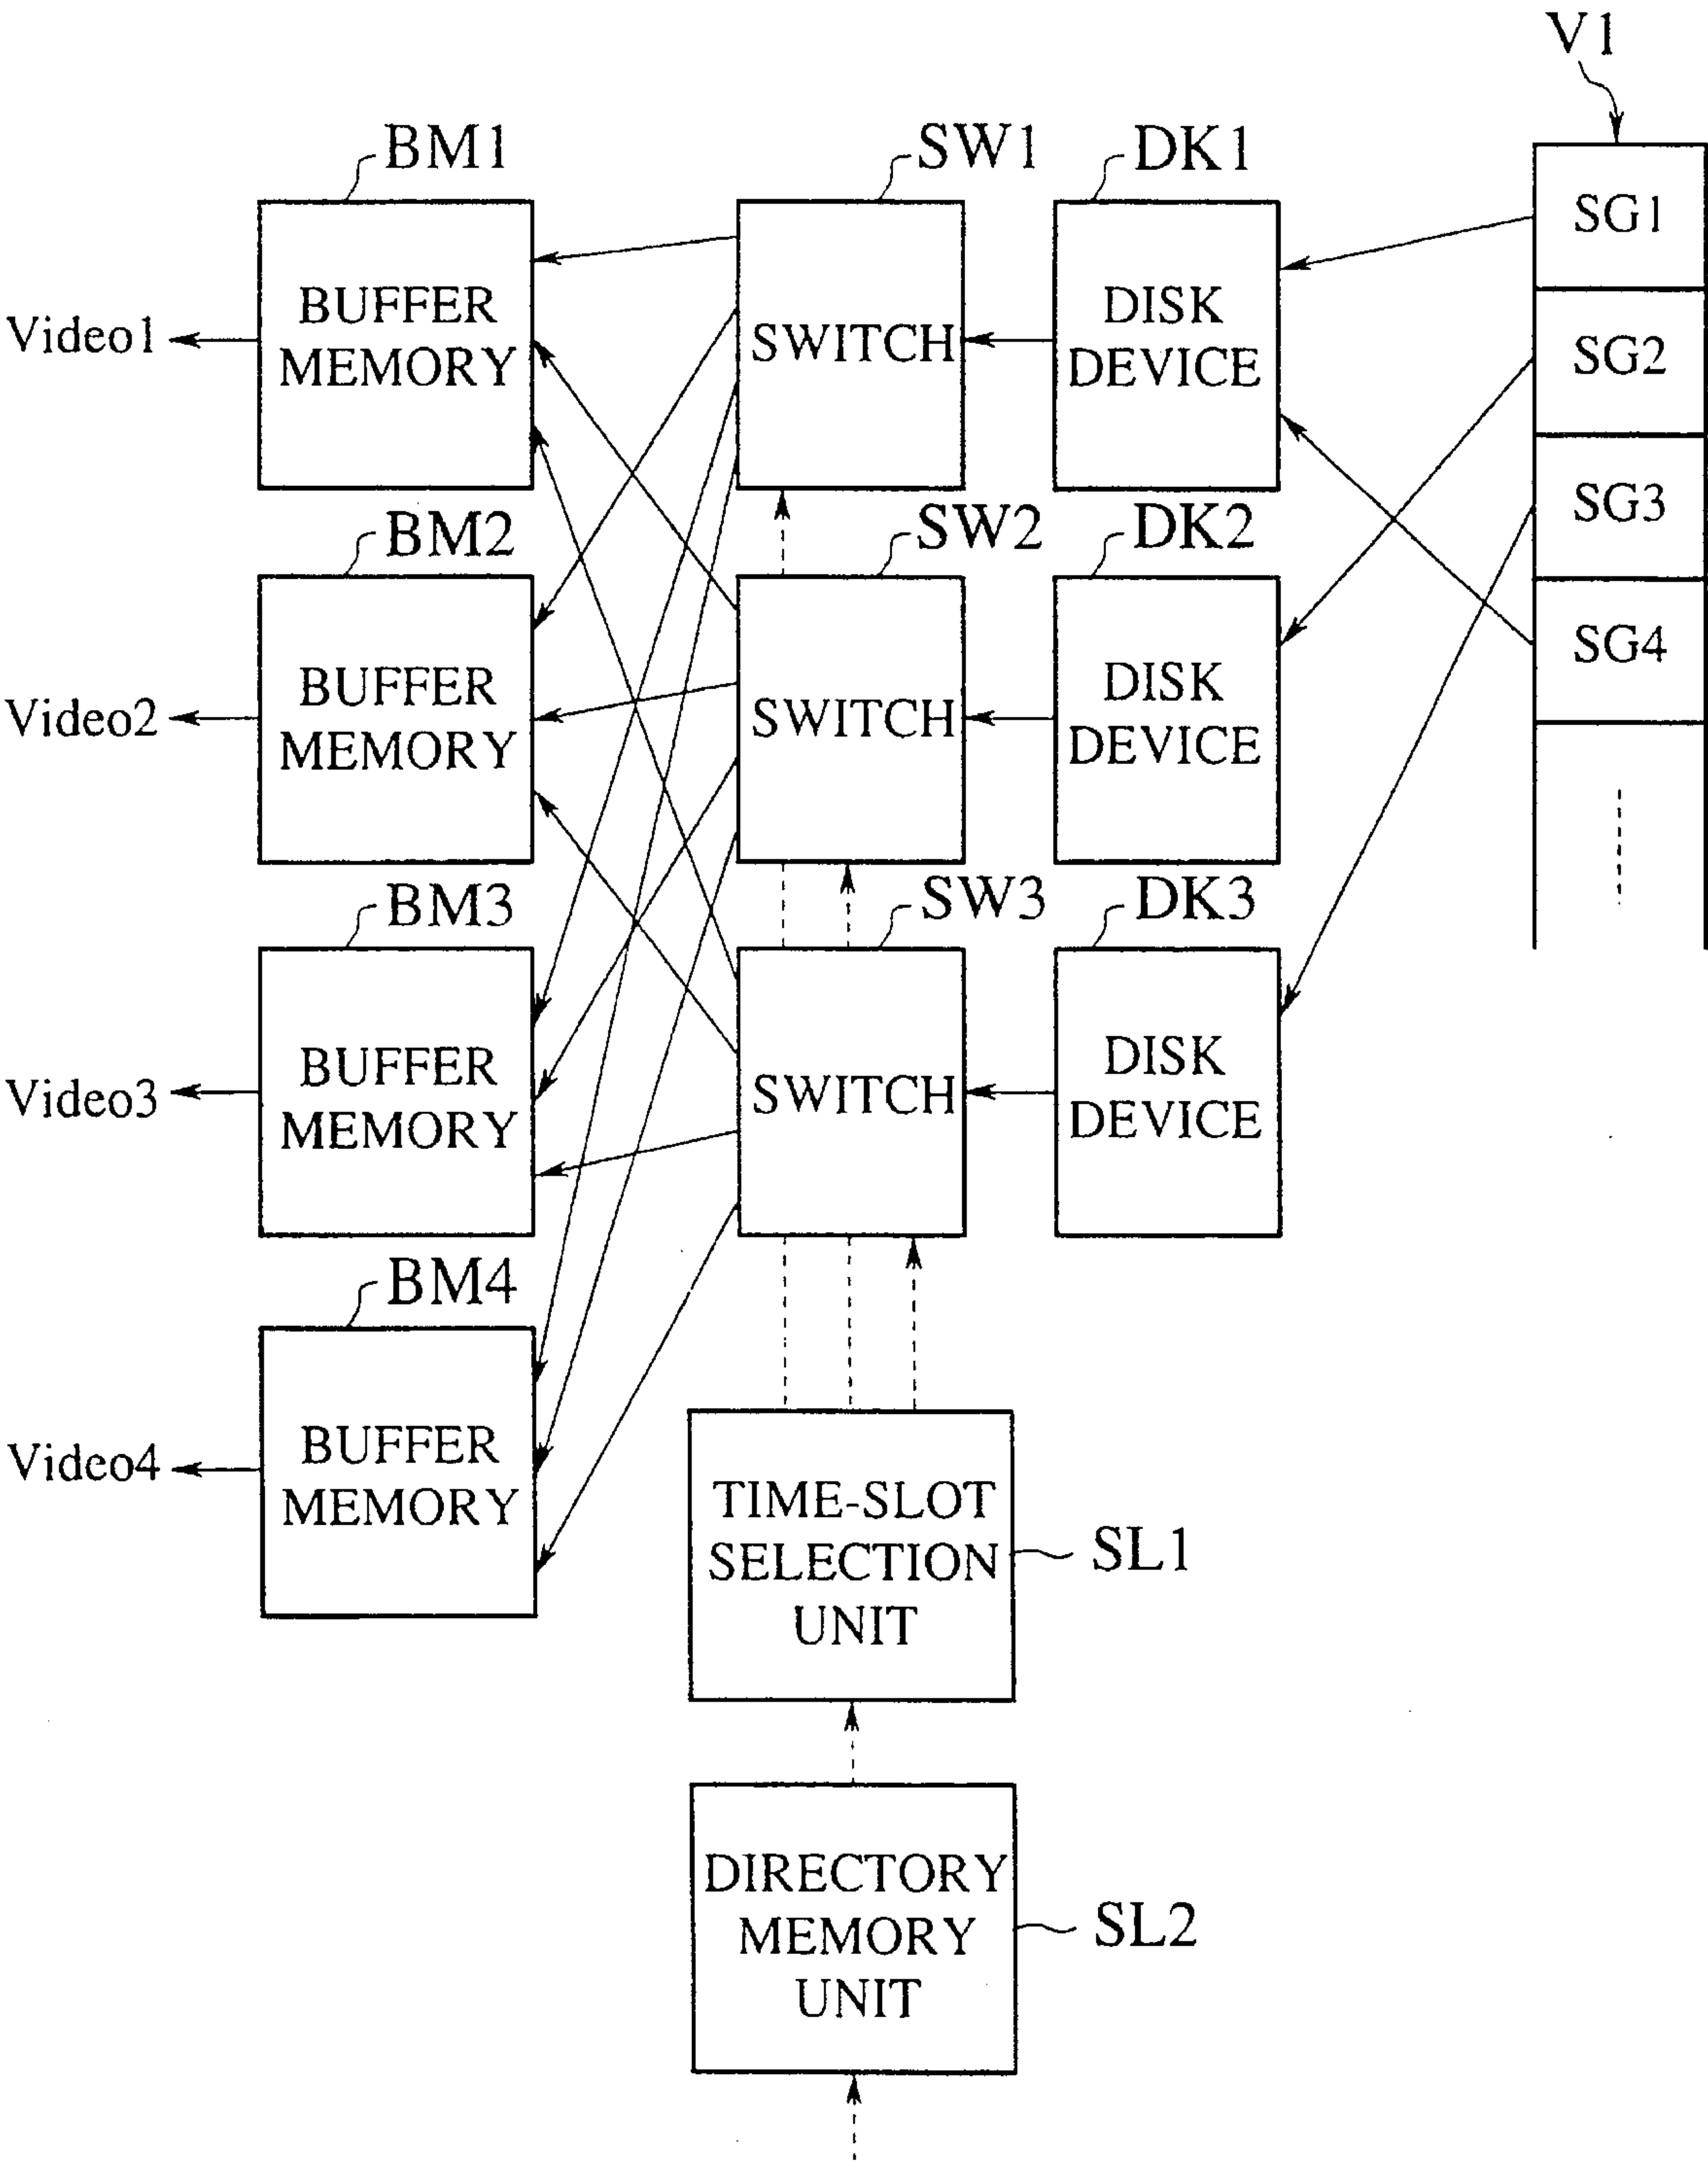 V1
BM1
SW1
DK1
SG1
BUFFER
MEMORY
SWITCH
DISK
DEVICE
Video1
SG2
SG3
BM2
SW2
DK2
SG4
BUFFER
MEMORY
SWITCH
DISK
DEVICE
Video2
BM3
SW3
DK3
BUFFER
MEMORY
SWITCH
DISK
DEVICE
Video3
BM4
BUFFER
MEMORY
Video4
TIME-SLOT
SELECTION
UNIT
SL1
DIRECTORY
MEMORY
UNIT
SL2